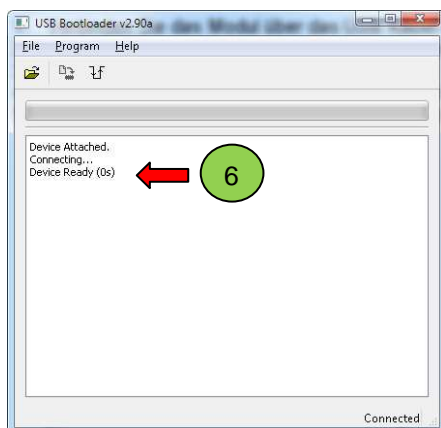 USB Bootloader v2.90a
File Program Help
Device Attached.
Connecting...
Device Ready (0s)
6
Connected